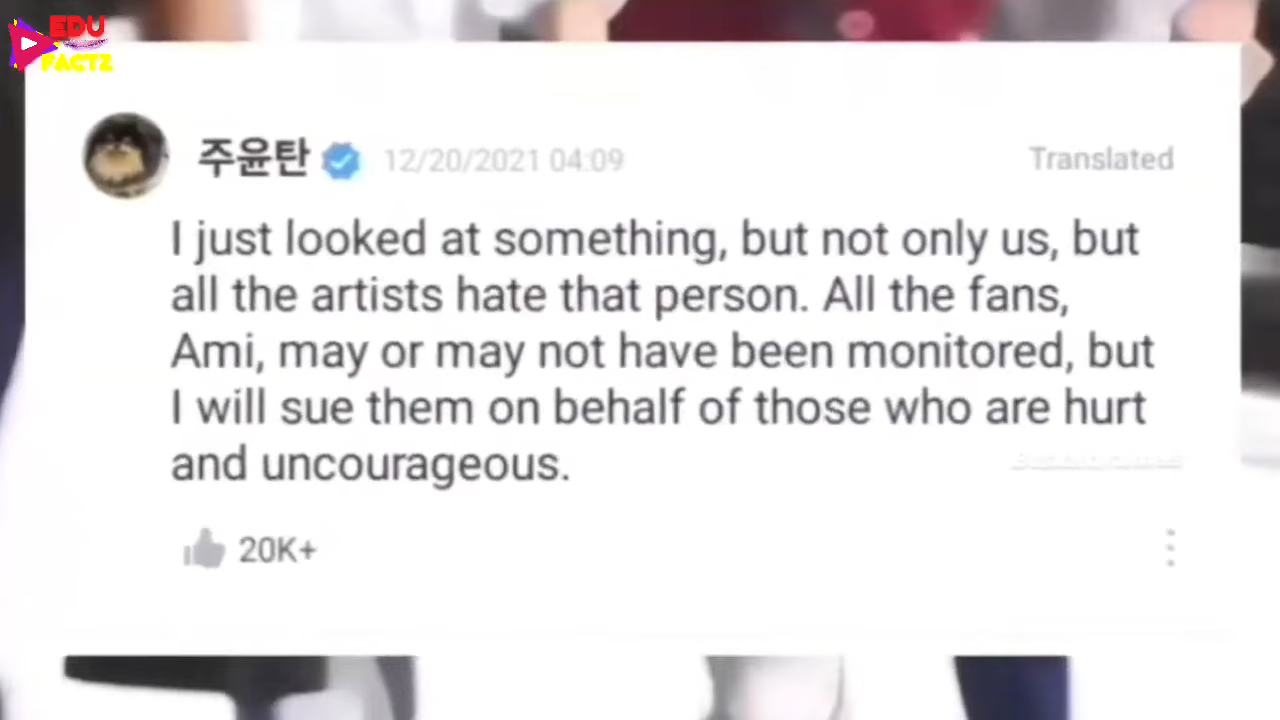 EDU
FACTZ
주윤탄 12/20/2021 04:09 Translated
I just looked at something, but not only us, but
all the artists hate that person. All the fans,
Ami, may or may not have been monitored, but
I will sue them on behalf of those who are hurt
and uncourageous.
20K+